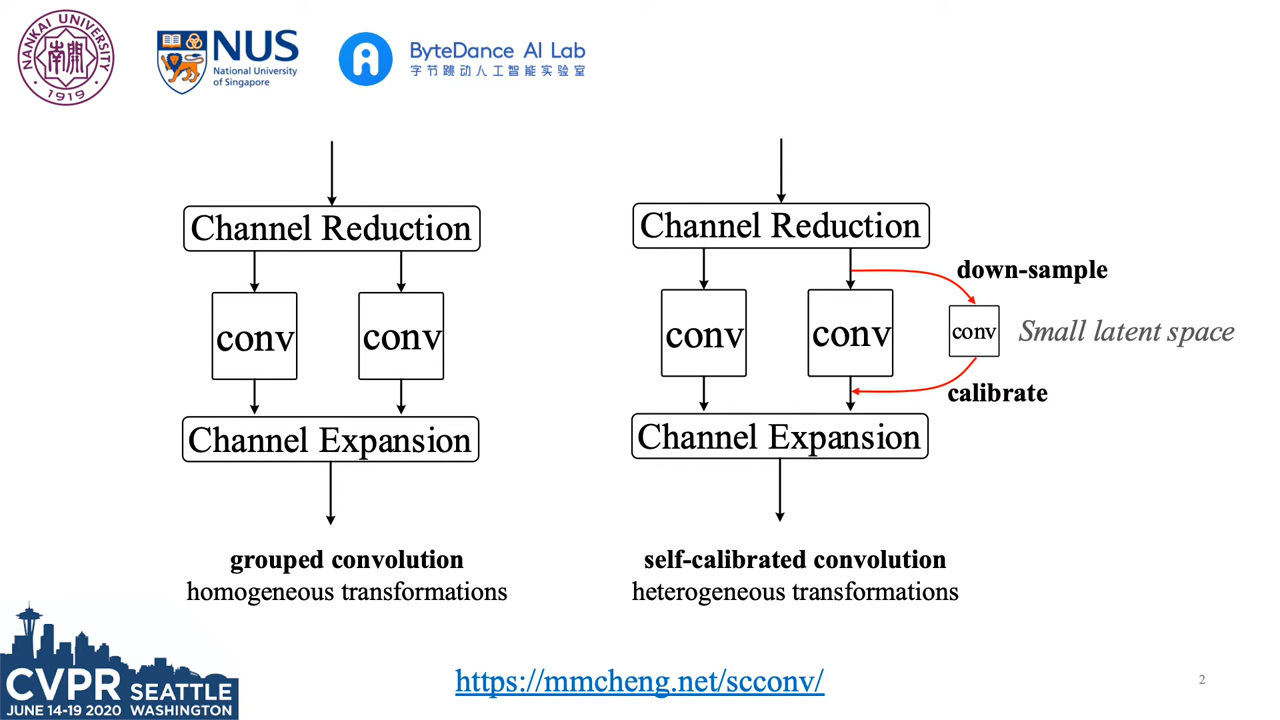 NANKAI UNIVERSITY
南開
1919
NUS
National University
of Singapore
ByteDance AI Lab
字节跳动人工智能实验室
Channel Reduction
conv
conv
Channel Expansion
grouped convolution
homogeneous transformations
Channel Reduction
down-sample
conv
conv
conv
Small latent space
calibrate
Channel Expansion
self-calibrated convolution
heterogeneous transformations
CVPR SEATTLE
JUNE 14-19 2020 WASHINGTON
https://mmcheng.net/scconv/
2